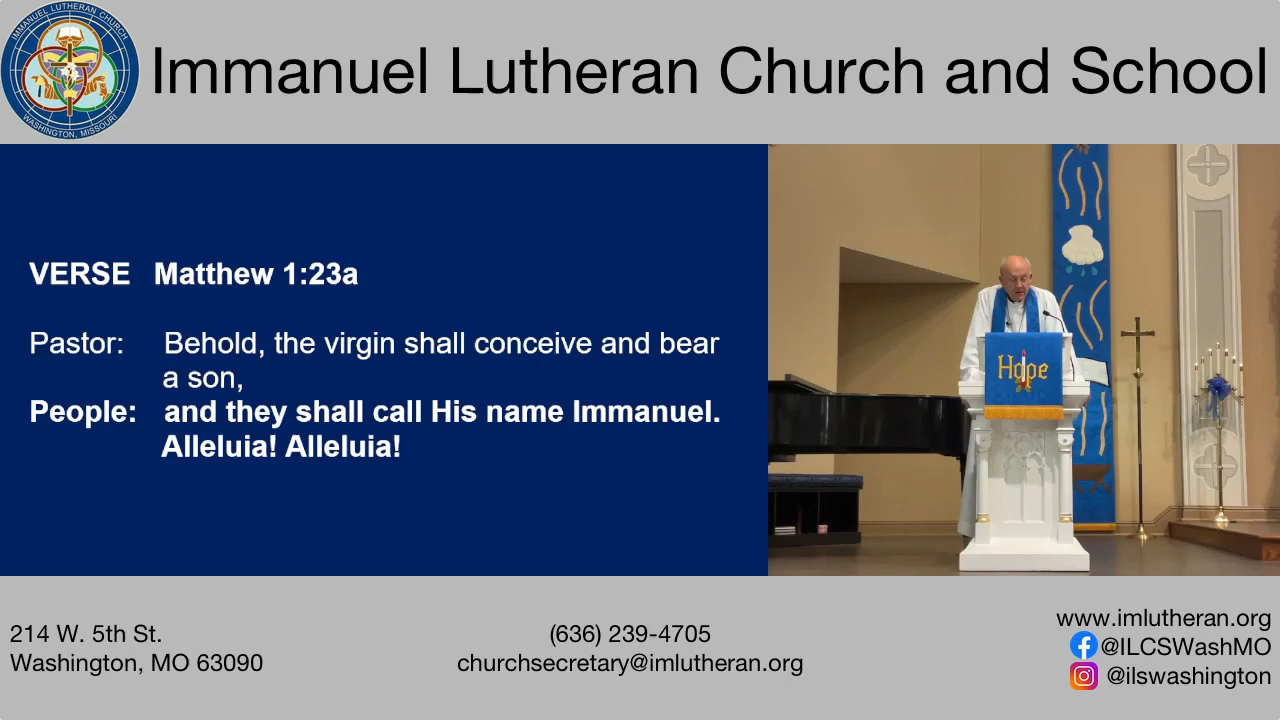 IMMANUEL LUTHERAN CHURCH
WASHINGTON, MISSOURI
Immanuel Lutheran Church and School
VERSE Matthew 1:23a
Pastor: Behold, the virgin shall conceive and bear
a son,
People: and they shall call His name Immanuel.
Alleluia! Alleluia!
Hope
214 W. 5th St.
Washington, MO 63090
(636) 239-4705
churchsecretary@imlutheran.org
www.imlutheran.org
@ILCSWashMO
@ilswashington